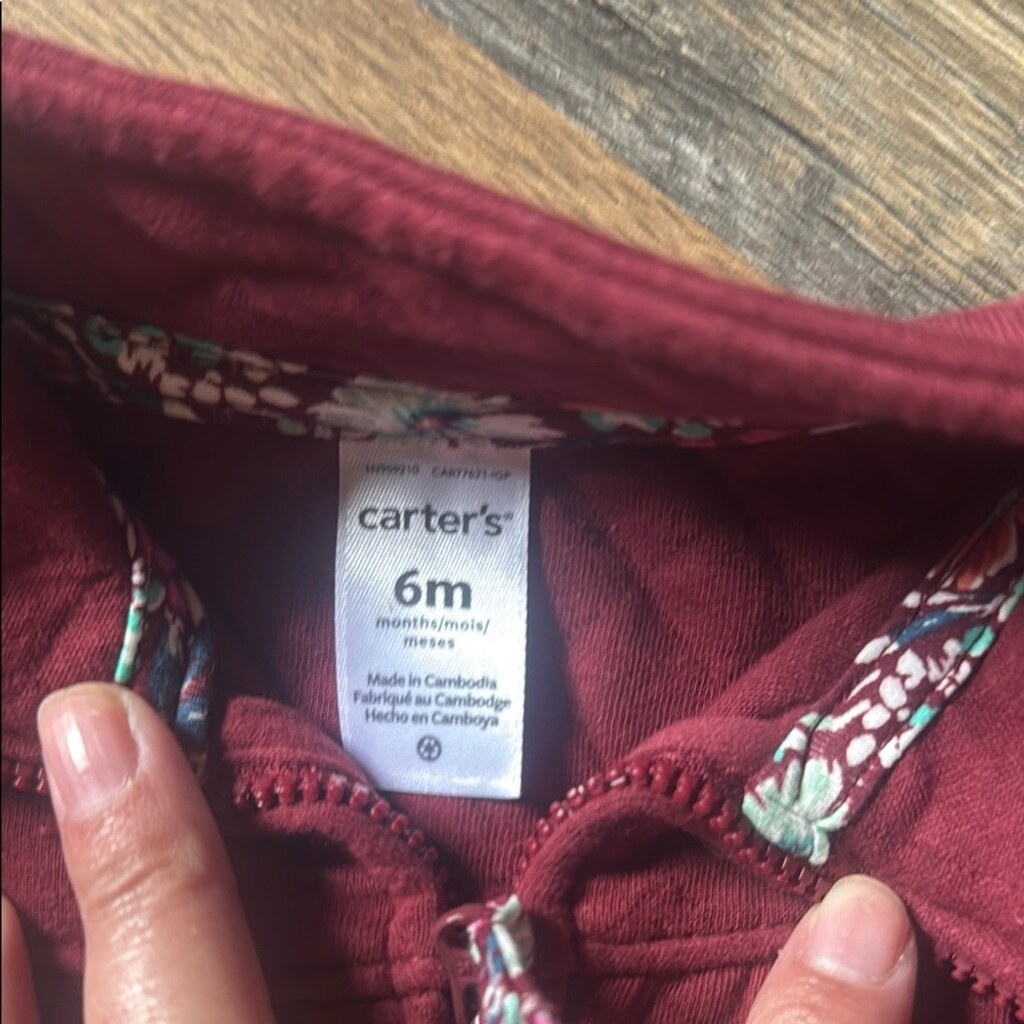 carter's®
6m
months/mois/
meses
Made in Cambodia
Fabriqué au Cambodge
Hecho en Camboya